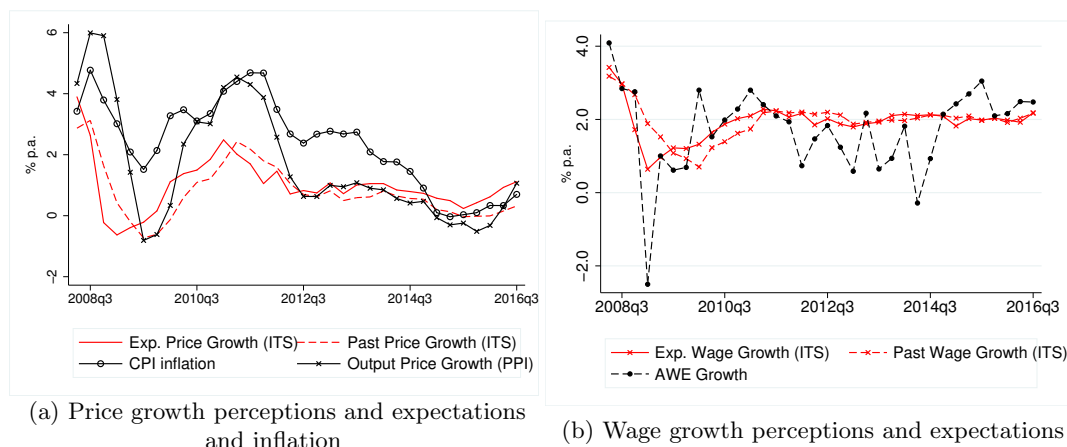 6
4
2
0
−2
% p.a.
2008q3 2010q3 2012q3 2014q3 2016q3
Exp. Price Growth (ITS) Past Price Growth (ITS)
CPI inflation Output Price Growth (PPI)
(a) Price growth perceptions and expectations
and inflation
4.0
2.0
0.0
−2.0
% p.a.
2008q3 2010q3 2012q3 2014q3 2016q3
Exp. Wage Growth (ITS) Past Wage Growth (ITS)
AWE Growth
(b) Wage growth perceptions and expectations